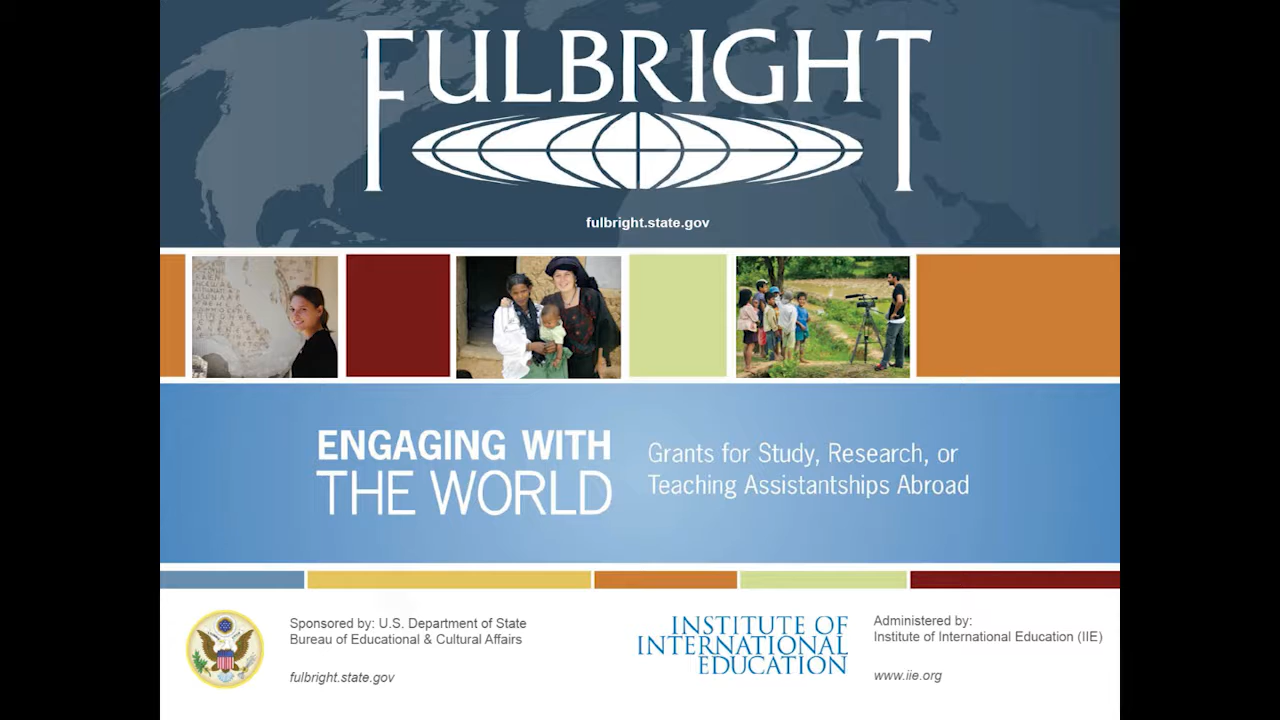 FULBRIGHT
fulbright.state.gov
ENGAGING WITH
THE WORLD
Grants for Study, Research, or
Teaching Assistantships Abroad
Sponsored by: U.S. Department of State
Bureau of Educational & Cultural Affairs
fulbright.state.gov
INSTITUTE OF
INTERNATIONAL
EDUCATION
Administered by:
Institute of International Education (IIE)
www.iie.org